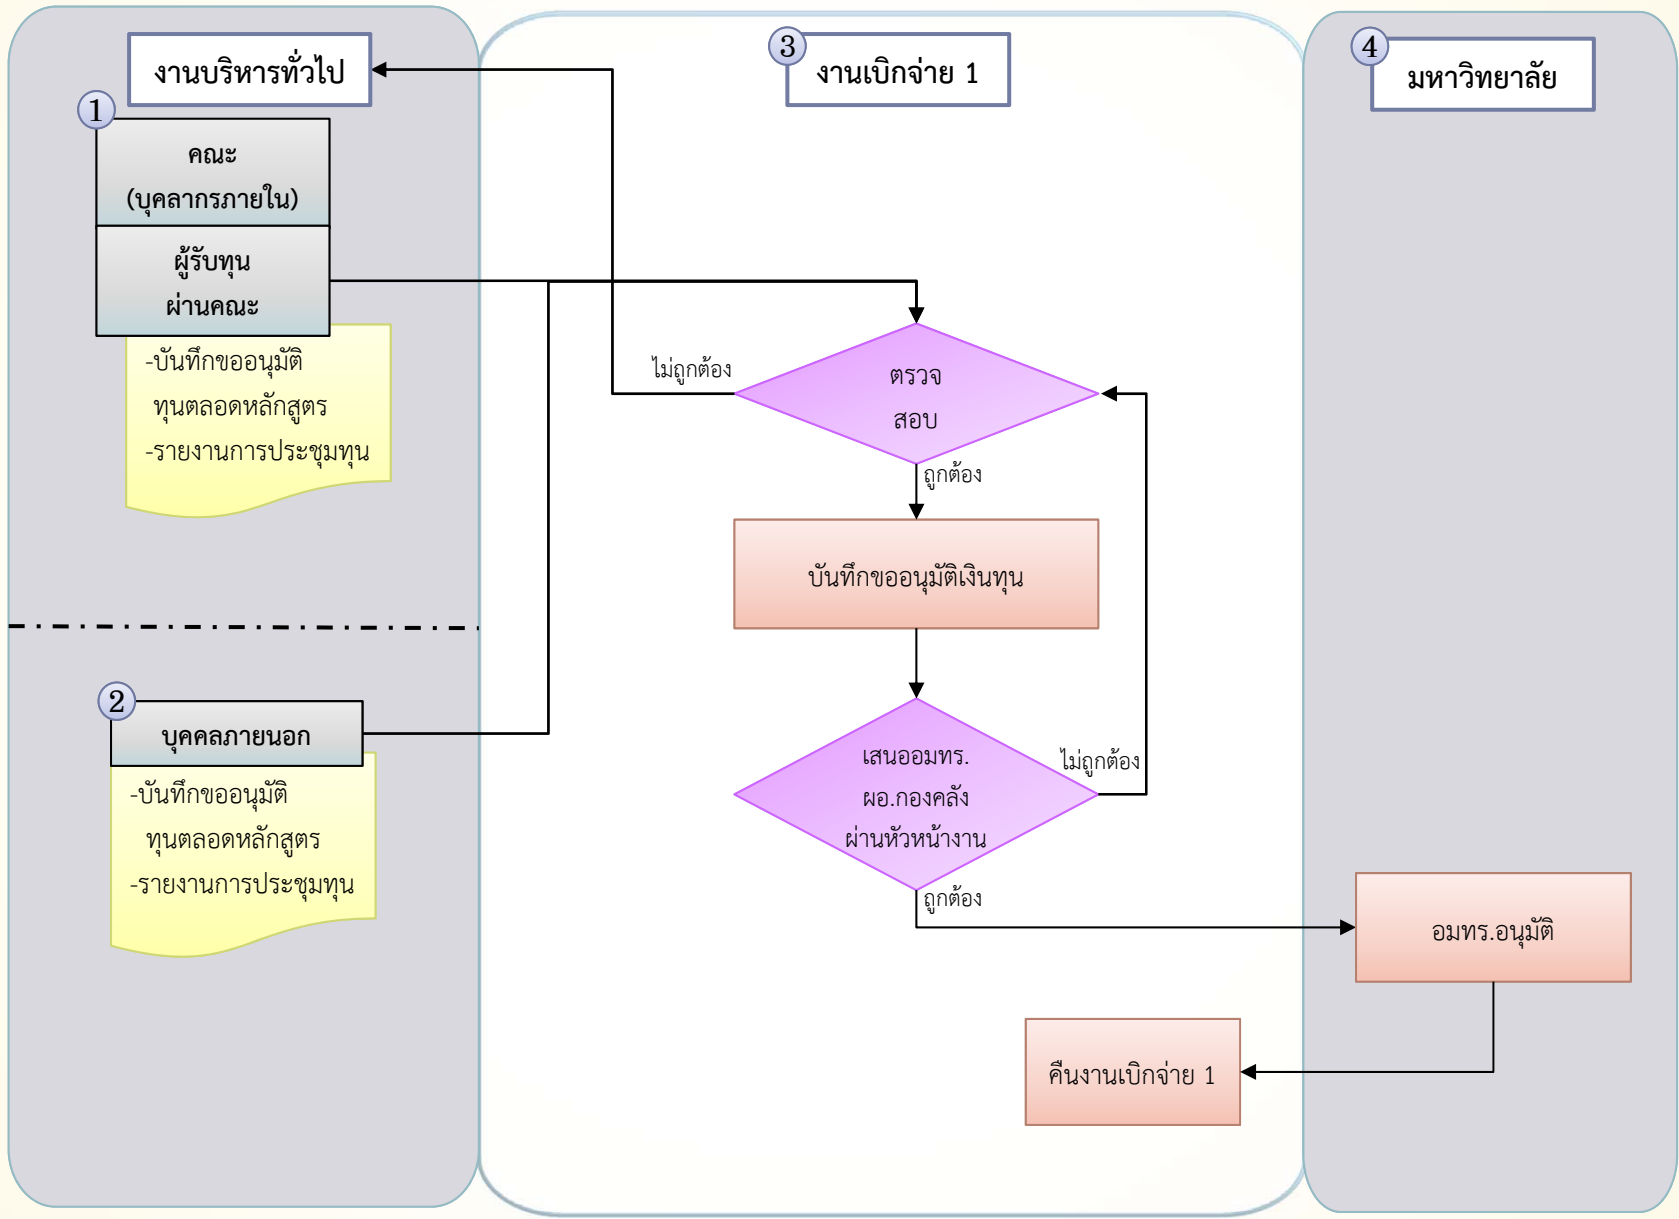 งานบริหารทั่วไป
1
คณะ
(บุคลากรภายใน)
ผู้รับทุน
ผ่านคณะ
-บันทึกขออนุมัติ
ทุนตลอดหลักสูตร
-รายงานการประชุมทุน
2
บุคคลภายนอก
-บันทึกขออนุมัติ
ทุนตลอดหลักสูตร
-รายงานการประชุมทุน
3
งานเบิกจ่าย 1
ไม่ถูกต้อง
ตรวจ
สอบ
ถูกต้อง
บันทึกขออนุมัติเงินทุน
เสนออมทร.
ผอ.กองคลัง
ผ่านหัวหน้างาน
ไม่ถูกต้อง
ถูกต้อง
4
มหาวิทยาลัย
อมทร.อนุมัติ
คืนงานเบิกจ่าย 1